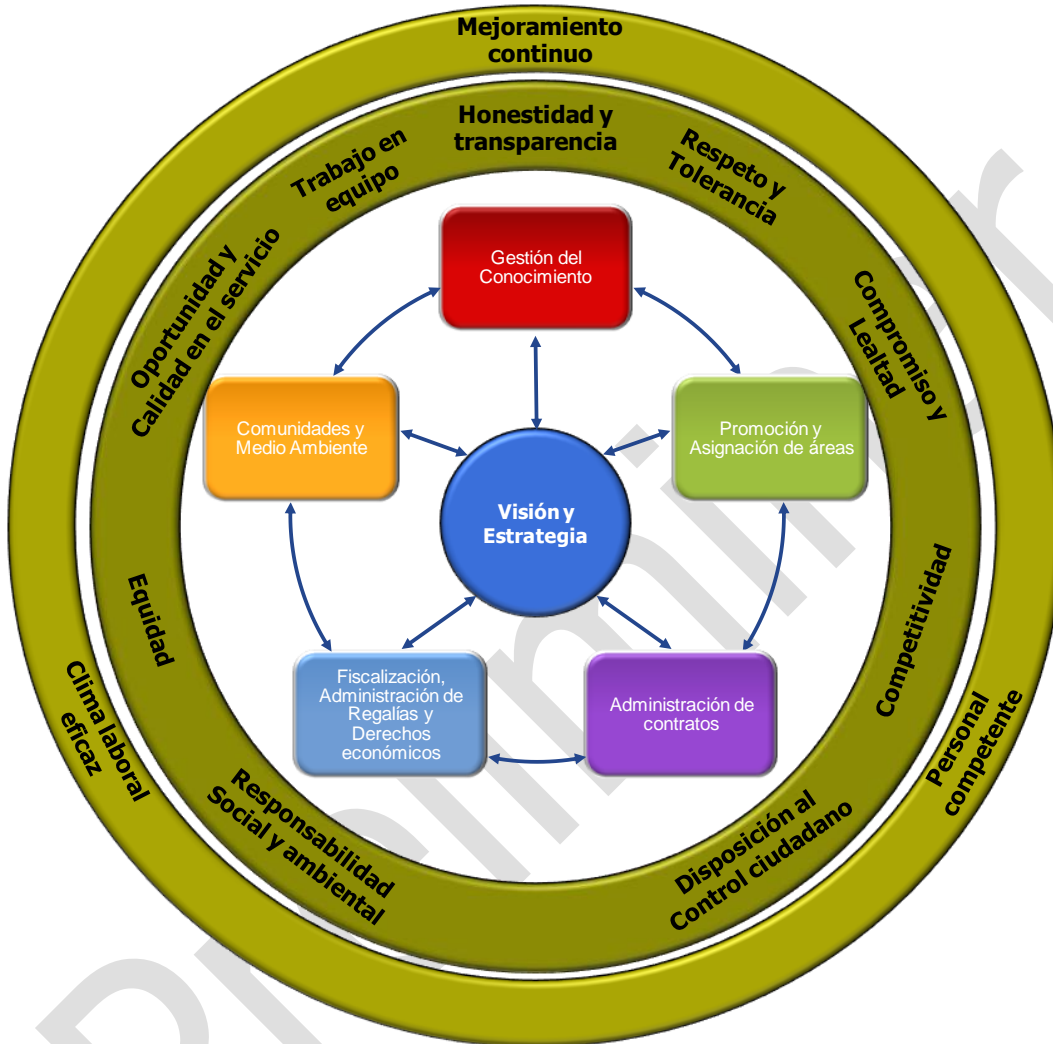 Mejoramiento
continuo
Honestidad y
transparencia
Respeto y
Tolerancia
Compromiso y
Lealtad
Competitividad
Disposición al
Control ciudadano
Responsabilidad
Social y ambiental
Equidad
Oportunidad y
Calidad en el servicio
Trabajo en
equipo
Personal
competente
Clima laboral
eficaz
Gestión del
Conocimiento
Promoción y
Asignación de áreas
Administración de
contratos
Fiscalización,
Administración de
Regalías y
Derechos
económicos
Comunidades y
Medio Ambiente
Visión y
Estrategia